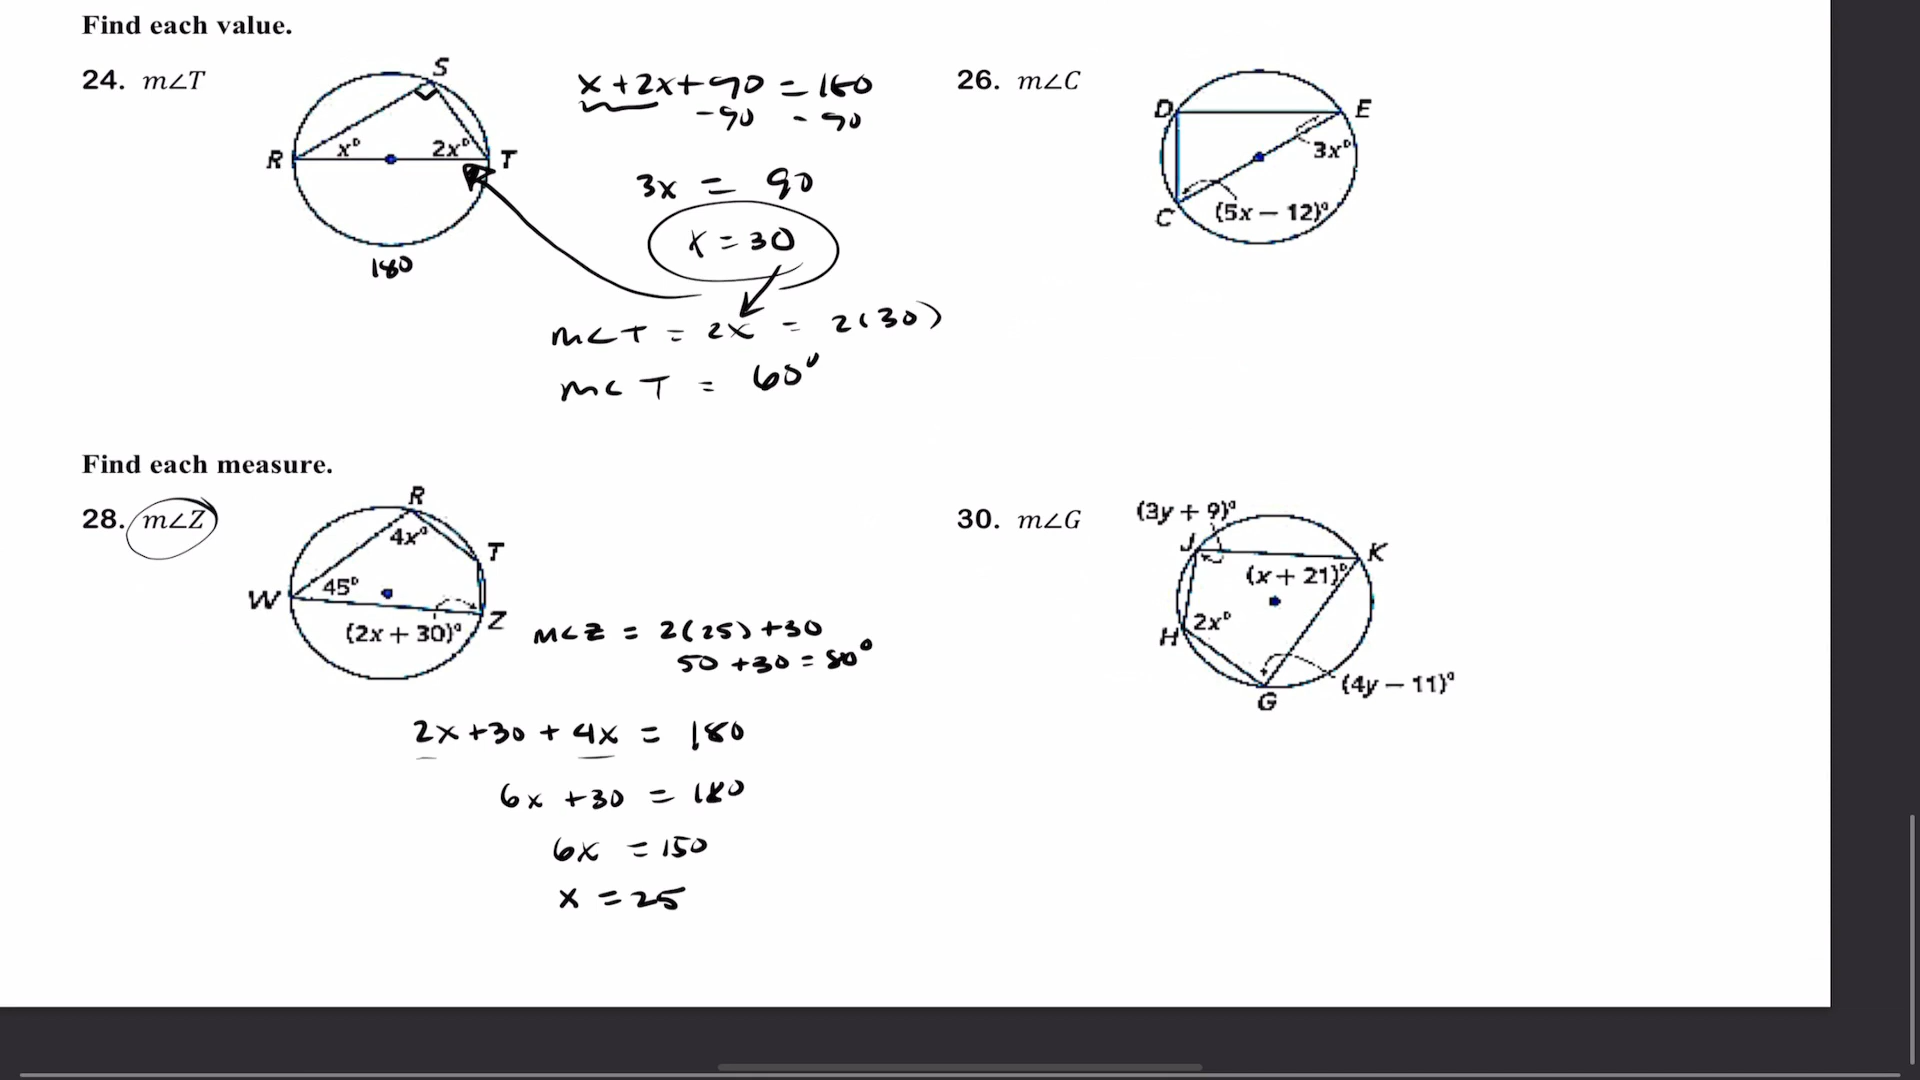 Find each value.
24. m∠T
S
R
x°
2x°
T
180
x + 2x + 90 = 180
-90 -90
3x = 90
x = 30
m∠T = 2x = 2(30)
m∠T = 60°
26. m∠C
D
E
3x°
C
(5x – 12)°
Find each measure.
28. m∠Z
R
4x°
T
W
45°
Z
(2x + 30)°
m∠Z = 2(25) + 30
50 + 30 = 80°
2x + 30 + 4x = 180
6x + 30 = 180
6x = 150
x = 25
30. m∠G
(3y + 9)°
J
K
(x + 21)°
H
2x°
G
(4y – 11)°